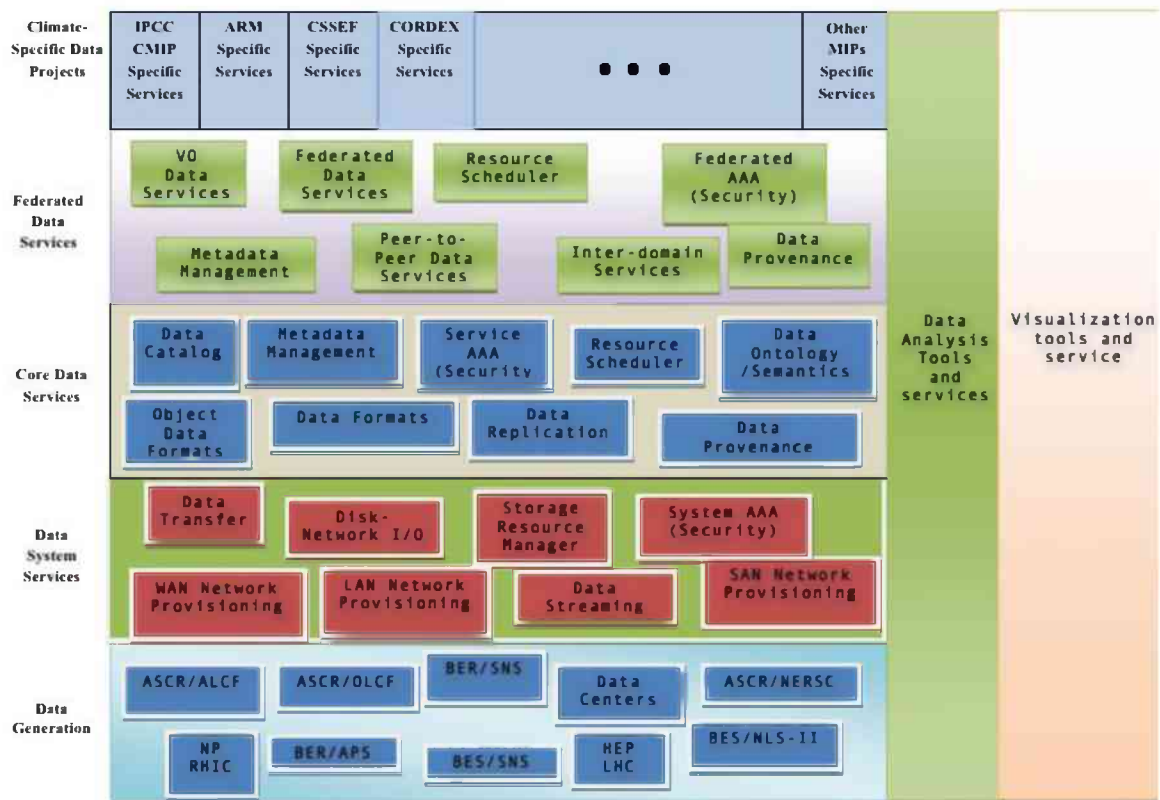 Climate-
Specific Data
Projects
IPCC
CMIP
Specific
Services
ARM
Specific
Services
CSSEF
Specific
Services
CORDEX
Specific
Services
• • •
Other
MIPs
Specific
Services
Federated
Data
Services
VO
Data
Services
Federated
Data
Services
Resource
Scheduler
Federated
AAA
(Security)
Metadata
Management
Peer-to-
Peer Data
Services
Inter-domain
Services
Data
Provenance
Core Data
Services
Data
Catalog
Metadata
Management
Service
AAA
(Security
Resource
Scheduler
Data
Ontology
/Semantics
Object
Data
Formats
Data Formats
Data
Replication
Data
Provenance
Data
System
Services
Data
Transfer
Disk-
Network I/O
Storage
Resource
Manager
System AAA
(Security)
WAN Network
Provisioning
LAN Network
Provisioning
Data
Streaming
SAN Network
Provisioning
Data
Generation
ASCR/ALCF
ASCR/OLCF
BER/SNS
Data
Centers
ASCR/NERSC
NP
RHIC
BER/APS
BES/SNS
HEP
LHC
BES/NLS-II
Data
Analysis
Tools
and
services
Visualization
tools and
service